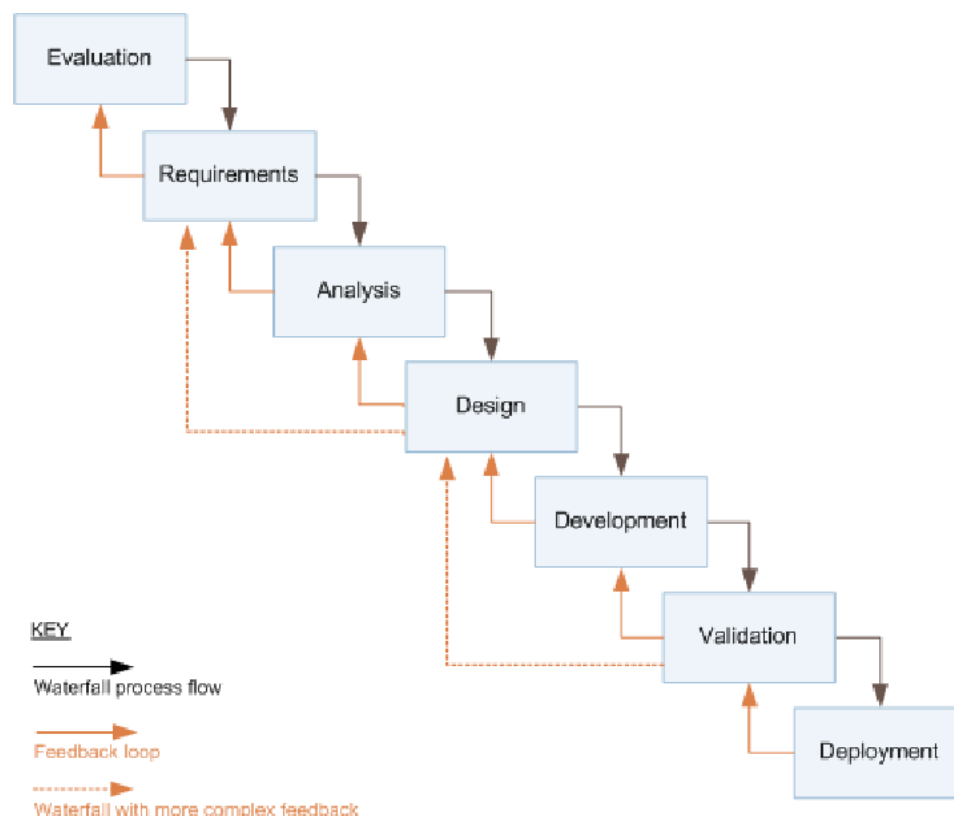 Evaluation
Requirements
Analysis
Design
Development
Validation
Deployment
KEY
Waterfall process flow
Feedback loop
Waterfall with more complex feedback